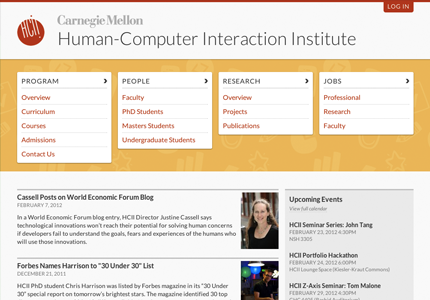 LOG IN
HCII
Carnegie Mellon
Human-Computer Interaction Institute
PROGRAM
Overview
Curriculum
Courses
Admissions
Contact Us
PEOPLE
Faculty
PhD Students
Masters Students
Undergraduate Students
RESEARCH
Overview
Projects
Publications
JOBS
Professional
Research
Faculty
Cassell Posts on World Economic Forum Blog
FEBRUARY 7, 2012
In a World Economic Forum blog entry, HCII Director Justine Cassell says
technological innovations won't reach their potential for solving human concerns
if developers fail to understand the goals, fears and experiences of the humans who
will use those innovations.
Forbes Names Harrison to "30 Under 30" List
DECEMBER 21, 2011
HCII PhD student Chris Harrison was listed by Forbes magazine in its "30 Under
30" special report on tomorrow's brightest stars. The magazine identified 30 top
Upcoming Events
View full calendar
HCII Seminar Series: John Tang
FEBRUARY 23, 2012 4:30PM
NSH 3305
HCII Portfolio Hackathon
FEBRUARY 24, 2012 6:00PM
HCII Lounge Space (Kiesler-Kraud Commons)
HCII Z-Axis Seminar: Tom Malone
FEBRUARY 29, 2012 4:30PM